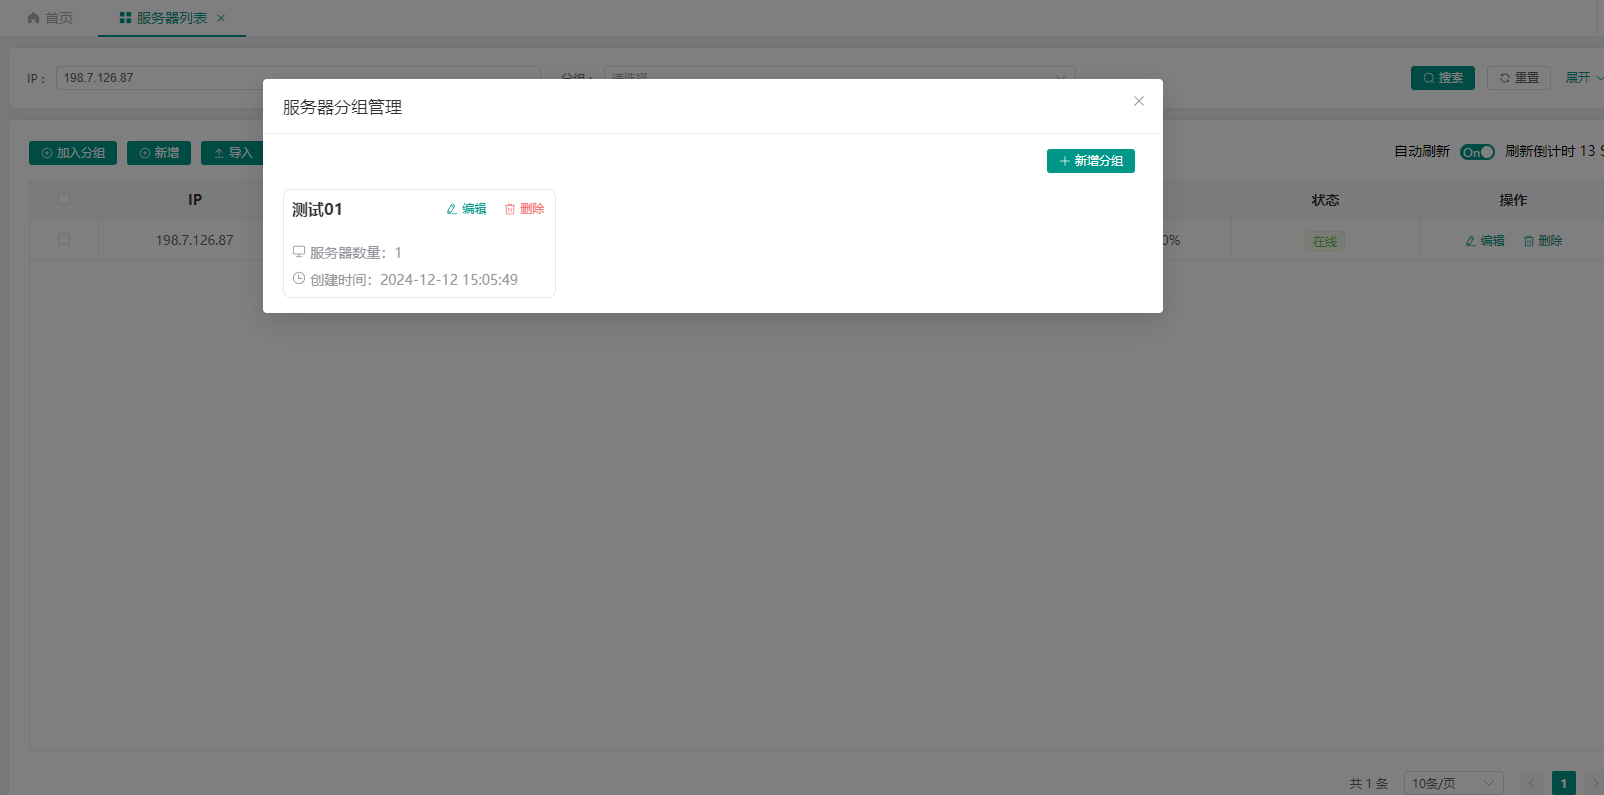 首页
服务器列表
IP：
198.7.126.87
分组：
请选择
搜索
重置
展开
服务器分组管理
新增分组
测试01
编辑
删除
服务器数量：1
创建时间：2024-12-12 15:05:49
加入分组
新增
导入
自动刷新
On
刷新倒计时 13 S
IP
状态
操作
198.7.126.87
0%
在线
编辑
删除
共 1 条
10条/页
1